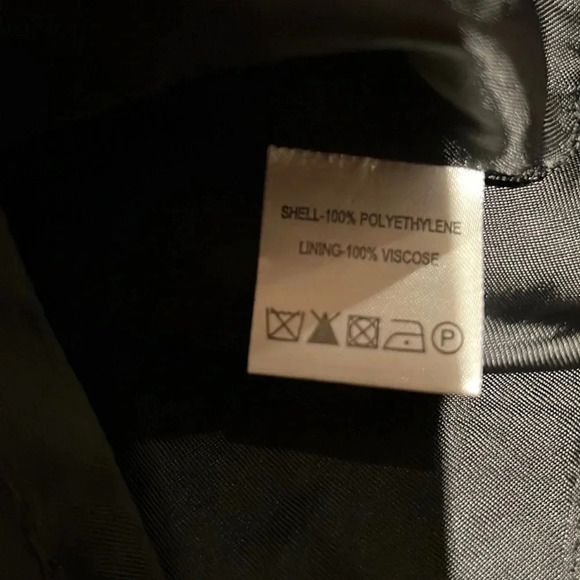 SHELL-100% POLYETHYLENE
LINING-100% VISCOSE
P